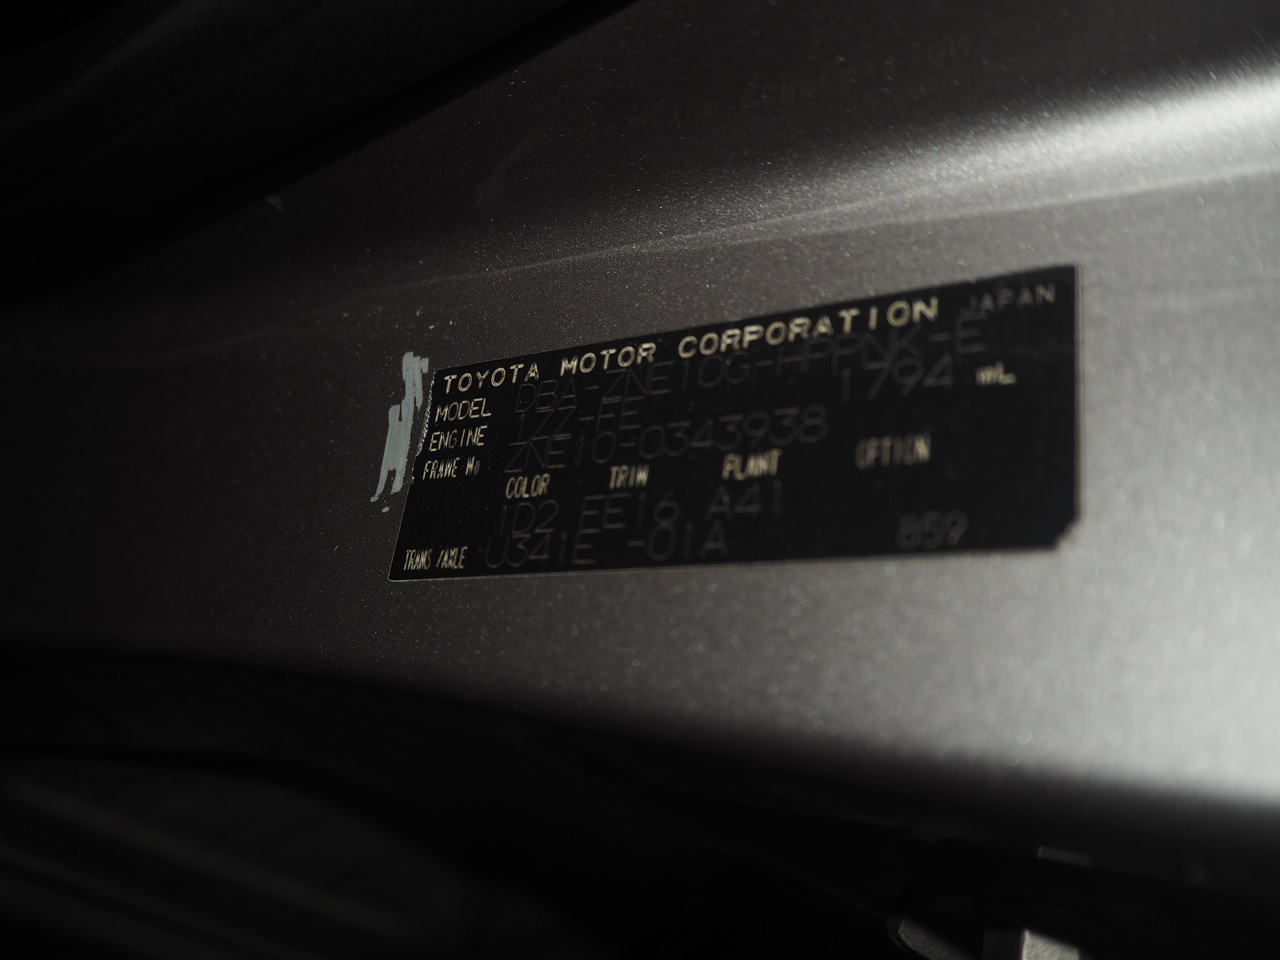 TOYOTA MOTOR CORPORATION JAPAN
MODEL DBA-ZNE10G-HPPNK-E
ENGINE 1ZZ-FE 1794 mL
FRAME No ZNE10-0343938
COLOR TRIM PLANT OPTION
1D2 EE16 A41
TRANS/AXLE U341E -01A 859